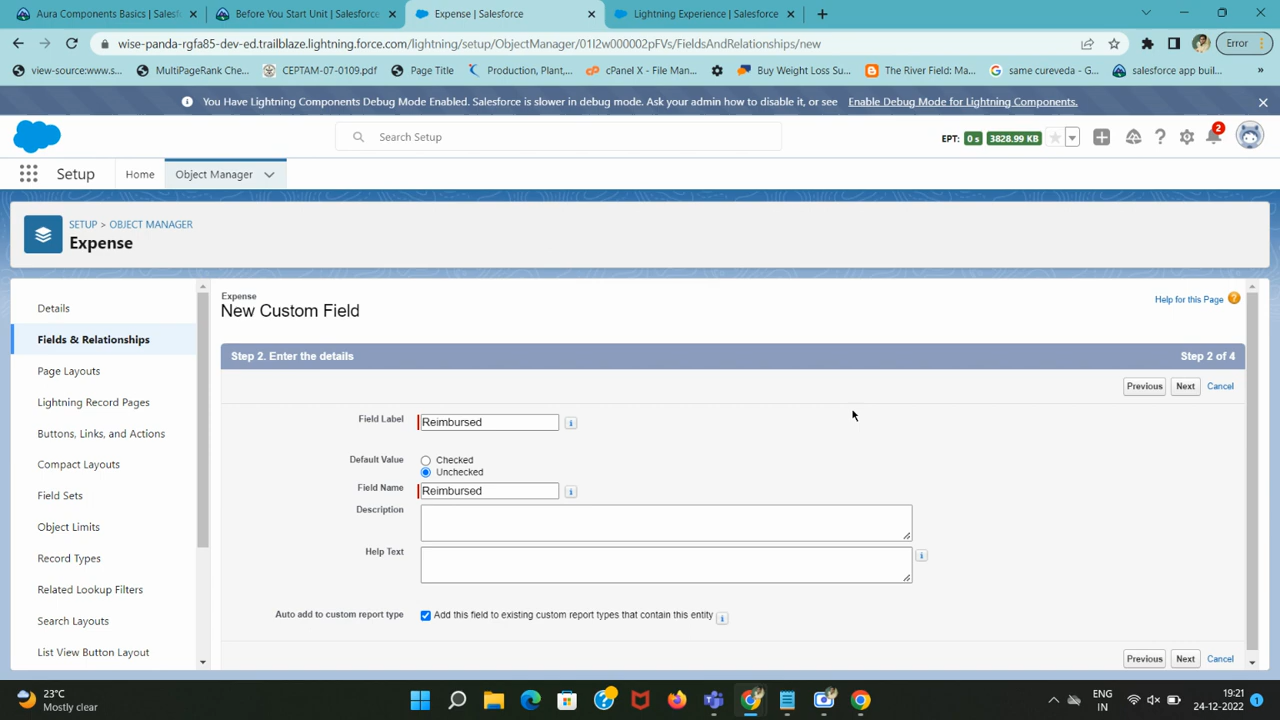 Aura Components Basics | Salesf
Before You Start Unit | Salesforce
Expense | Salesforce
Lightning Experience | Salesforce
wise-panda-rgfa85-dev-ed.trailblaze.lightning.force.com/lightning/setup/ObjectManager/01I2w000002pFVs/FieldsAndRelationships/new
Error
view-source:www.s...
MultiPageRank Che...
CEPTAM-07-0109.pdf
Page Title
Production, Plant,...
cPanel X - File Man...
Buy Weight Loss Su...
The River Field: Ma...
same cureveda - G...
salesforce app buil...
»
You Have Lightning Components Debug Mode Enabled. Salesforce is slower in debug mode. Ask your admin how to disable it, or see Enable Debug Mode for Lightning Components.
Search Setup
EPT: 0 s 3828.99 KB
2
Setup
Home
Object Manager
SETUP > OBJECT MANAGER
Expense
Details
Fields & Relationships
Page Layouts
Lightning Record Pages
Buttons, Links, and Actions
Compact Layouts
Field Sets
Object Limits
Record Types
Related Lookup Filters
Search Layouts
List View Button Layout
Expense
New Custom Field
Help for this Page
Step 2. Enter the details
Step 2 of 4
Previous Next Cancel
Field Label Reimbursed
Default Value Checked
Unchecked
Field Name Reimbursed
Description
Help Text
Auto add to custom report type Add this field to existing custom report types that contain this entity
Previous Next Cancel
23°C
Mostly clear
ENG
IN
19:21
24-12-2022
1